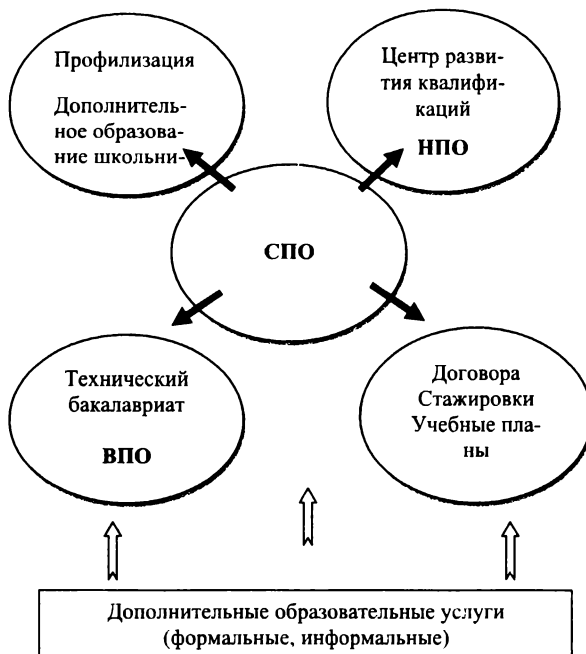 Профилизация
Дополнитель-
ное образова-
ние школьни-
Центр разви-
тия квалифи-
каций
НПО
СПО
Технический
бакалавриат
ВПО
Договора
Стажировки
Учебные пла-
ны
Дополнительные образовательные услуги
(формальные, информальные)